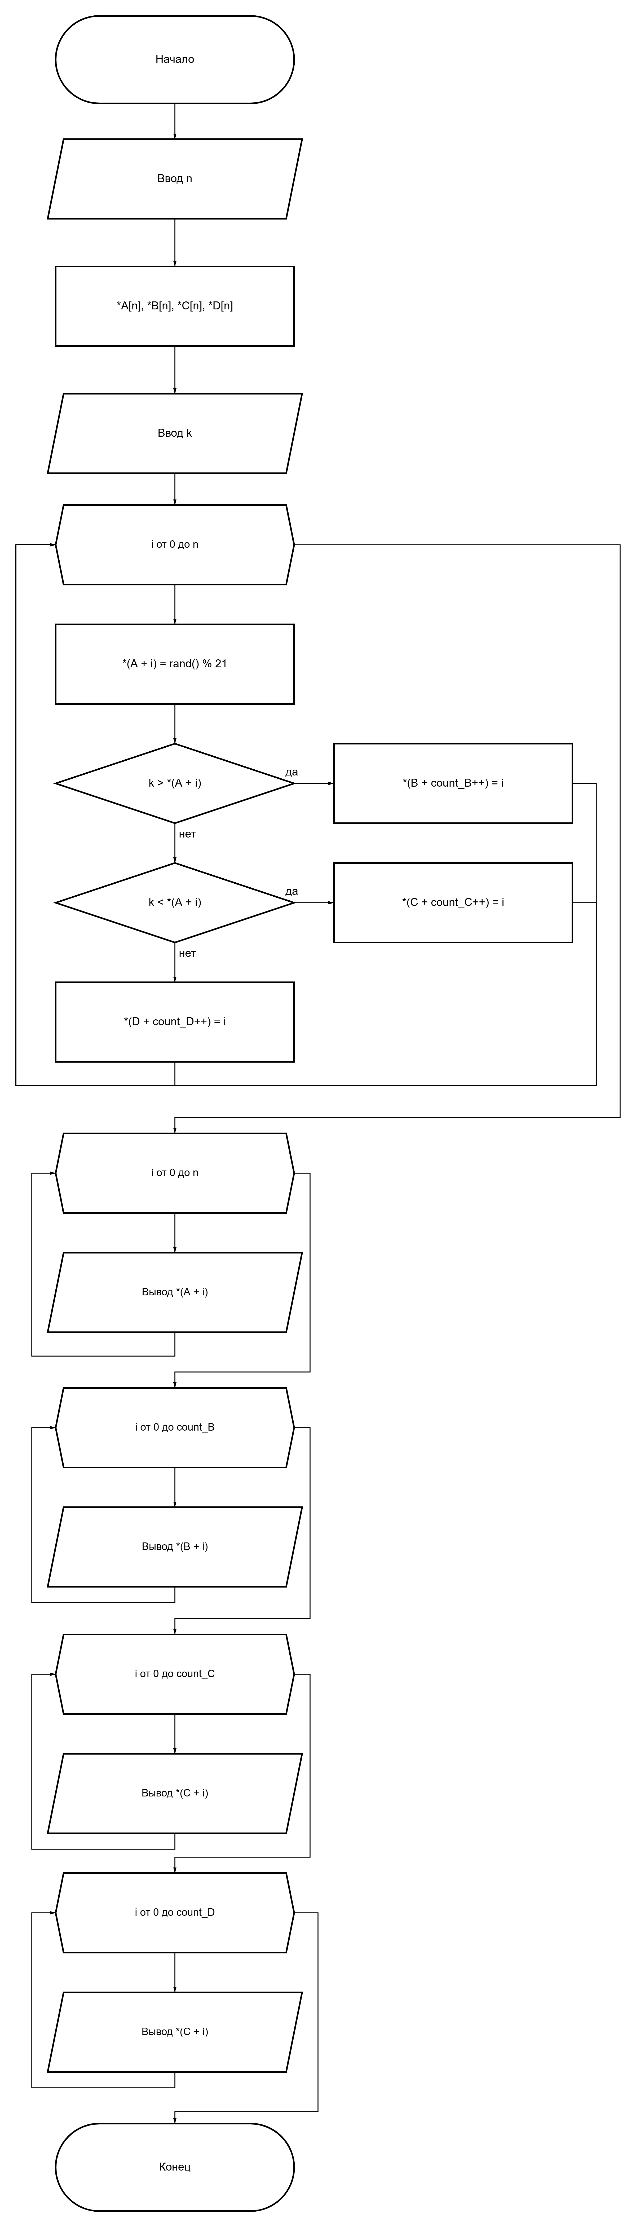 Начало
Ввод n
*A[n], *B[n], *C[n], *D[n]
Ввод k
i от 0 до n
*(A + i) = rand() % 21
k > *(A + i)
да
*(B + count_B++) = i
нет
k < *(A + i)
да
*(C + count_C++) = i
нет
*(D + count_D++) = i
i от 0 до n
Вывод *(A + i)
i от 0 до count_B
Вывод *(B + i)
i от 0 до count_C
Вывод *(C + i)
i от 0 до count_D
Вывод *(C + i)
Конец